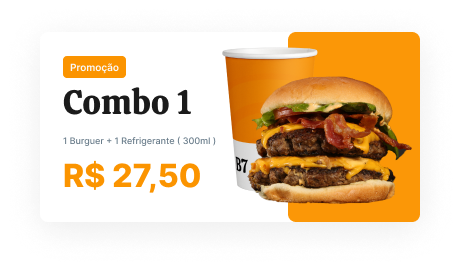 Promoção
Combo 1
1 Burguer + 1 Refrigerante ( 300ml )
R$ 27,50
B7